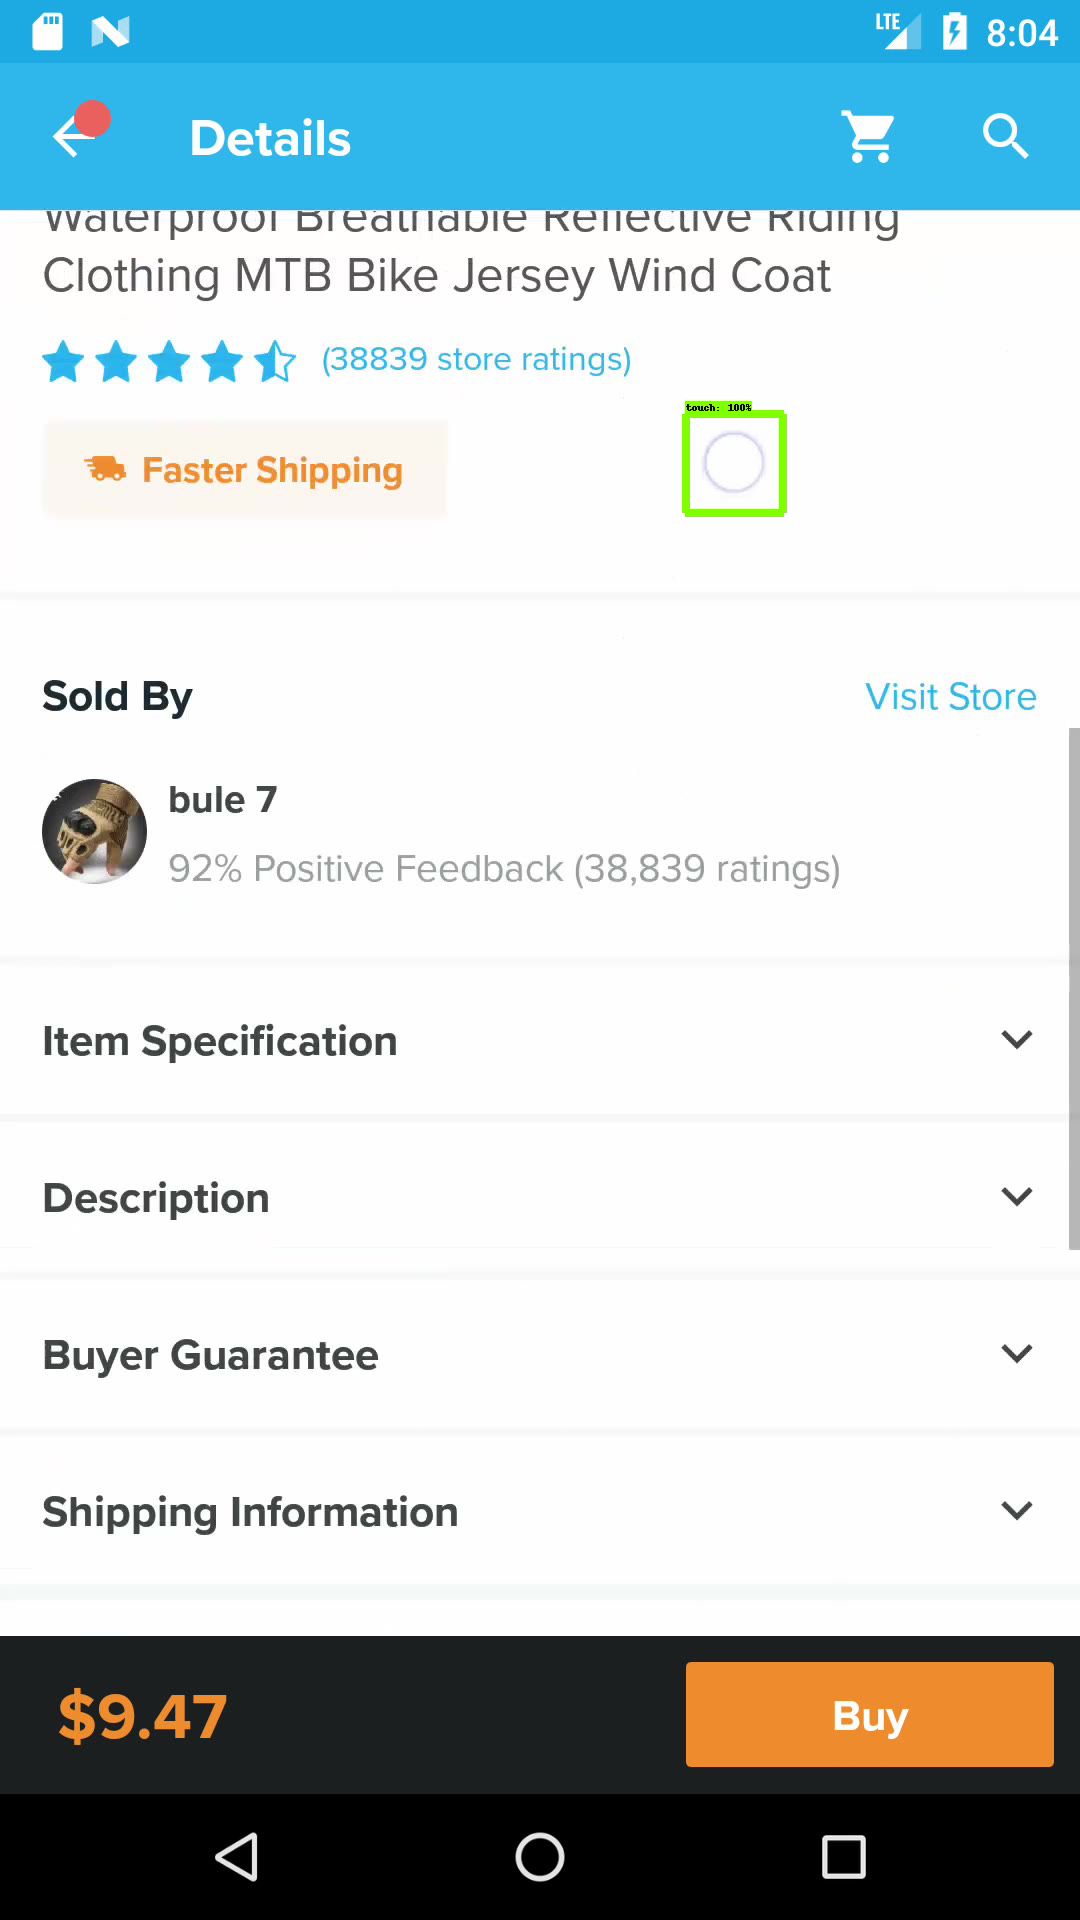 LTE 8:04
Details
Waterproof Breathable Reflective Riding
Clothing MTB Bike Jersey Wind Coat
(38839 store ratings)
touch: 100%
Faster Shipping
Sold By
Visit Store
bule 7
92% Positive Feedback (38,839 ratings)
Item Specification
Description
Buyer Guarantee
Shipping Information
$9.47
Buy